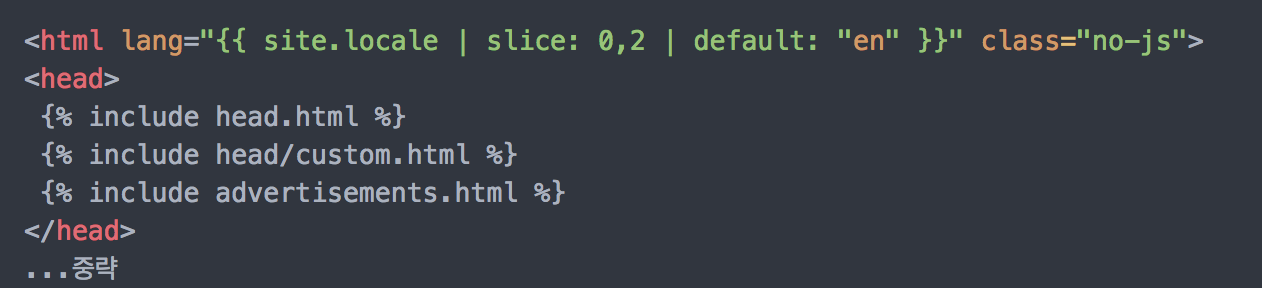 <html lang="{{ site.locale | slice: 0,2 | default: "en" }}" class="no-js">
<head>
 {% include head.html %}
 {% include head/custom.html %}
 {% include advertisements.html %}
</head>
...중략